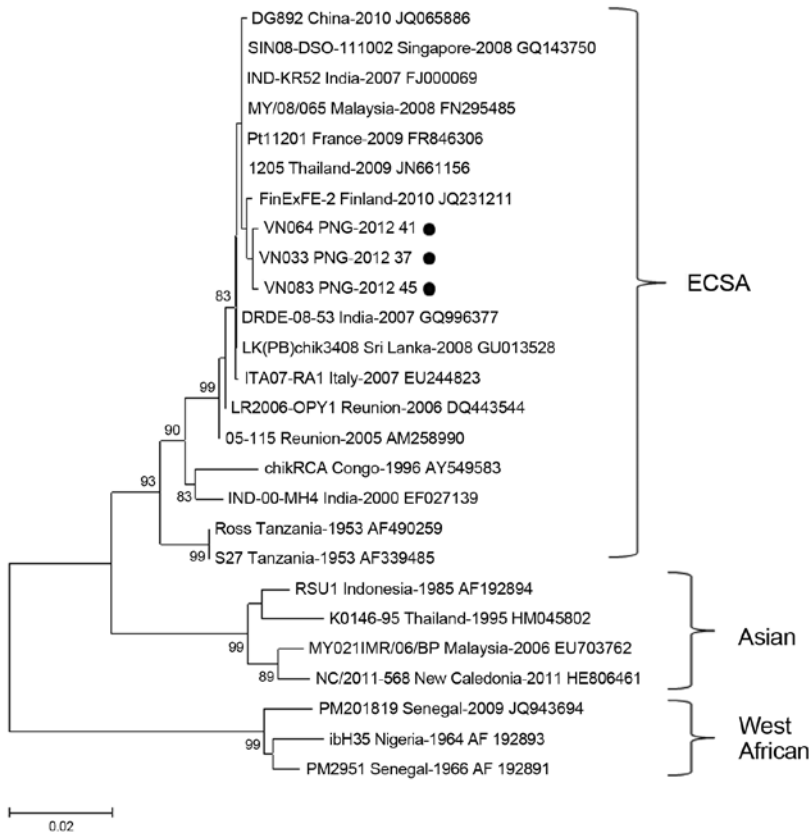 DG892 China-2010 JQ065886
SIN08-DSO-111002 Singapore-2008 GQ143750
IND-KR52 India-2007 FJ000069
MY/08/065 Malaysia-2008 FN295485
Pt11201 France-2009 FR846306
1205 Thailand-2009 JN661156
FinExFE-2 Finland-2010 JQ231211
VN064 PNG-2012 41
VN033 PNG-2012 37
VN083 PNG-2012 45
ECSA
83
DRDE-08-53 India-2007 GQ996377
LK(PB)chik3408 Sri Lanka-2008 GU013528
ITA07-RA1 Italy-2007 EU244823
99
LR2006-OPY1 Reunion-2006 DQ443544
90
05-115 Reunion-2005 AM258990
chikRCA Congo-1996 AY549583
93
83
IND-00-MH4 India-2000 EF027139
Ross Tanzania-1953 AF490259
99
S27 Tanzania-1953 AF339485
RSU1 Indonesia-1985 AF192894
K0146-95 Thailand-1995 HM045802
99
Asian
MY021IMR/06/BP Malaysia-2006 EU703762
89
NC/2011-568 New Caledonia-2011 HE806461
PM201819 Senegal-2009 JQ943694
99
ibH35 Nigeria-1964 AF 192893
West
African
PM2951 Senegal-1966 AF 192891
0.02